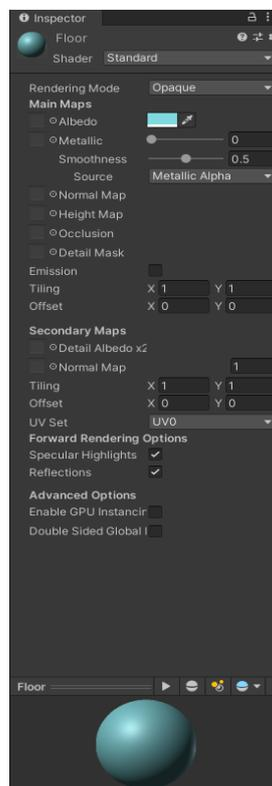 Inspector
Floor
Shader Standard
Rendering Mode Opaque
Main Maps
Albedo
Metallic 0
Smoothness 0.5
Source Metallic Alpha
Normal Map
Height Map
Occlusion
Detail Mask
Emission
Tiling X 1 Y 1
Offset X 0 Y 0
Secondary Maps
Detail Albedo x2
Normal Map 1
Tiling X 1 Y 1
Offset X 0 Y 0
UV Set UV0
Forward Rendering Options
Specular Highlights
Reflections
Advanced Options
Enable GPU Instancin
Double Sided Global I
Floor